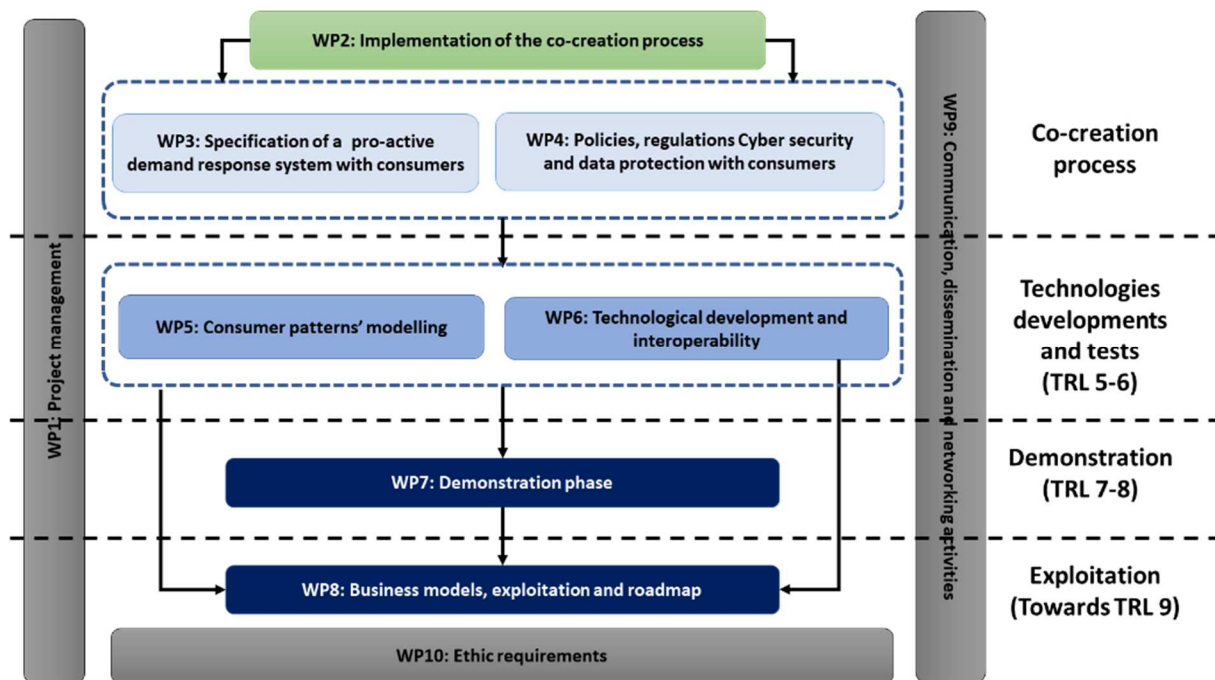 WP2: Implementation of the co-creation process
WP3: Specification of a pro-active
demand response system with consumers
WP4: Policies, regulations Cyber security
and data protection with consumers
Co-creation
process
WP1: Project management
WP9: Communication, dissemination and networking activities
WP5: Consumer patterns' modelling
WP6: Technological development and
interoperability
Technologies
developments
and tests
(TRL 5-6)
WP7: Demonstration phase
Demonstration
(TRL 7-8)
WP8: Business models, exploitation and roadmap
Exploitation
(Towards TRL 9)
WP10: Ethic requirements